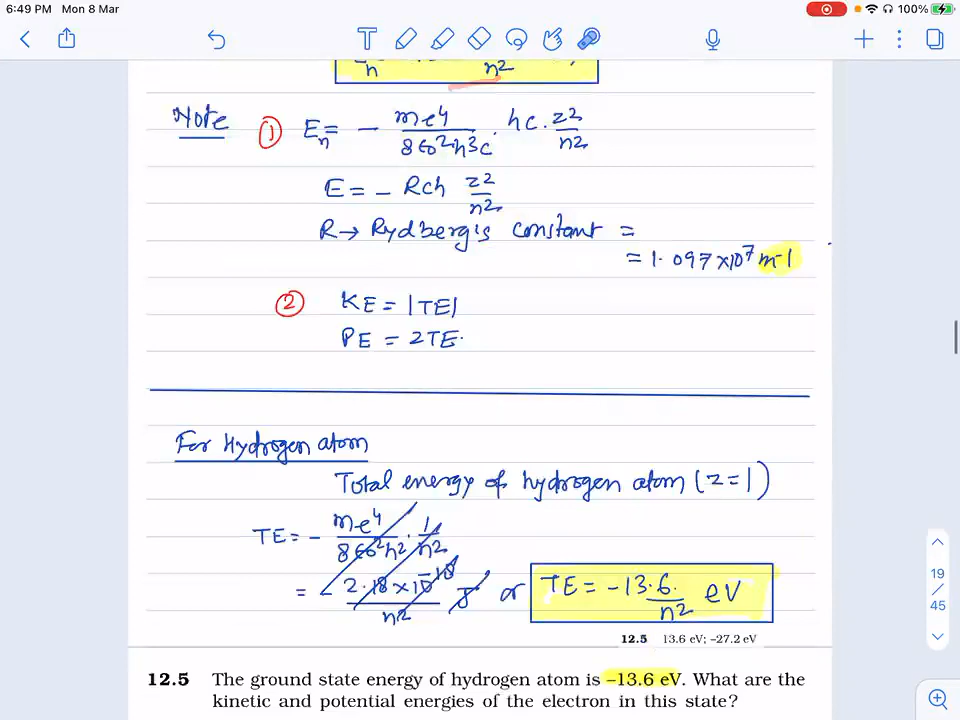 6:49 PM Mon 8 Mar 100%
n n2
Note ① En = - me4/8ε0²h3c . hc . z2/n2
E = - Rch z2/n2
R → Rydberg's constant =
= 1.097 x 10^7 m-1
② KE = |TE|
PE = 2TE.
For Hydrogen atom
Total energy of hydrogen atom (z=1)
TE = - me4/8ε0²h2 . 1/n2
= - 2.18 x 10^-18/n2 J or TE = -13.6/n2 eV
12.5 13.6 eV; –27.2 eV
12.5 The ground state energy of hydrogen atom is –13.6 eV. What are the
kinetic and potential energies of the electron in this state?
19
/
45